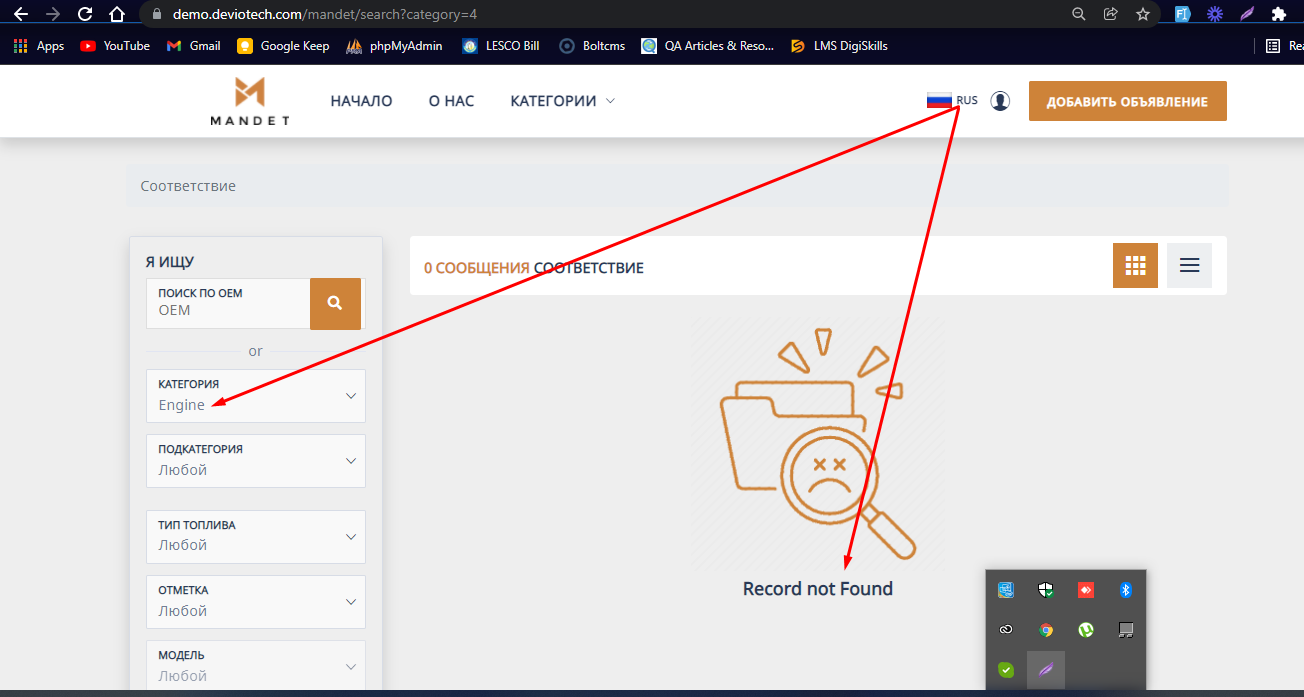 demo.deviotech.com/mandet/search?category=4
Apps YouTube Gmail Google Keep phpMyAdmin LESCO Bill Boltcms QA Articles & Reso... LMS DigiSkills
MANDET
НАЧАЛО О НАС КАТЕГОРИИ RUS ДОБАВИТЬ ОБЪЯВЛЕНИЕ
Соответствие
Я ИЩУ
ПОИСК ПО ОЕМ
OEM
or
КАТЕГОРИЯ
Engine
ПОДКАТЕГОРИЯ
Любой
ТИП ТОПЛИВА
Любой
ОТМЕТКА
Любой
МОДЕЛЬ
Любой
0 СООБЩЕНИЯ СООТВЕТСТВИЕ
Record not Found